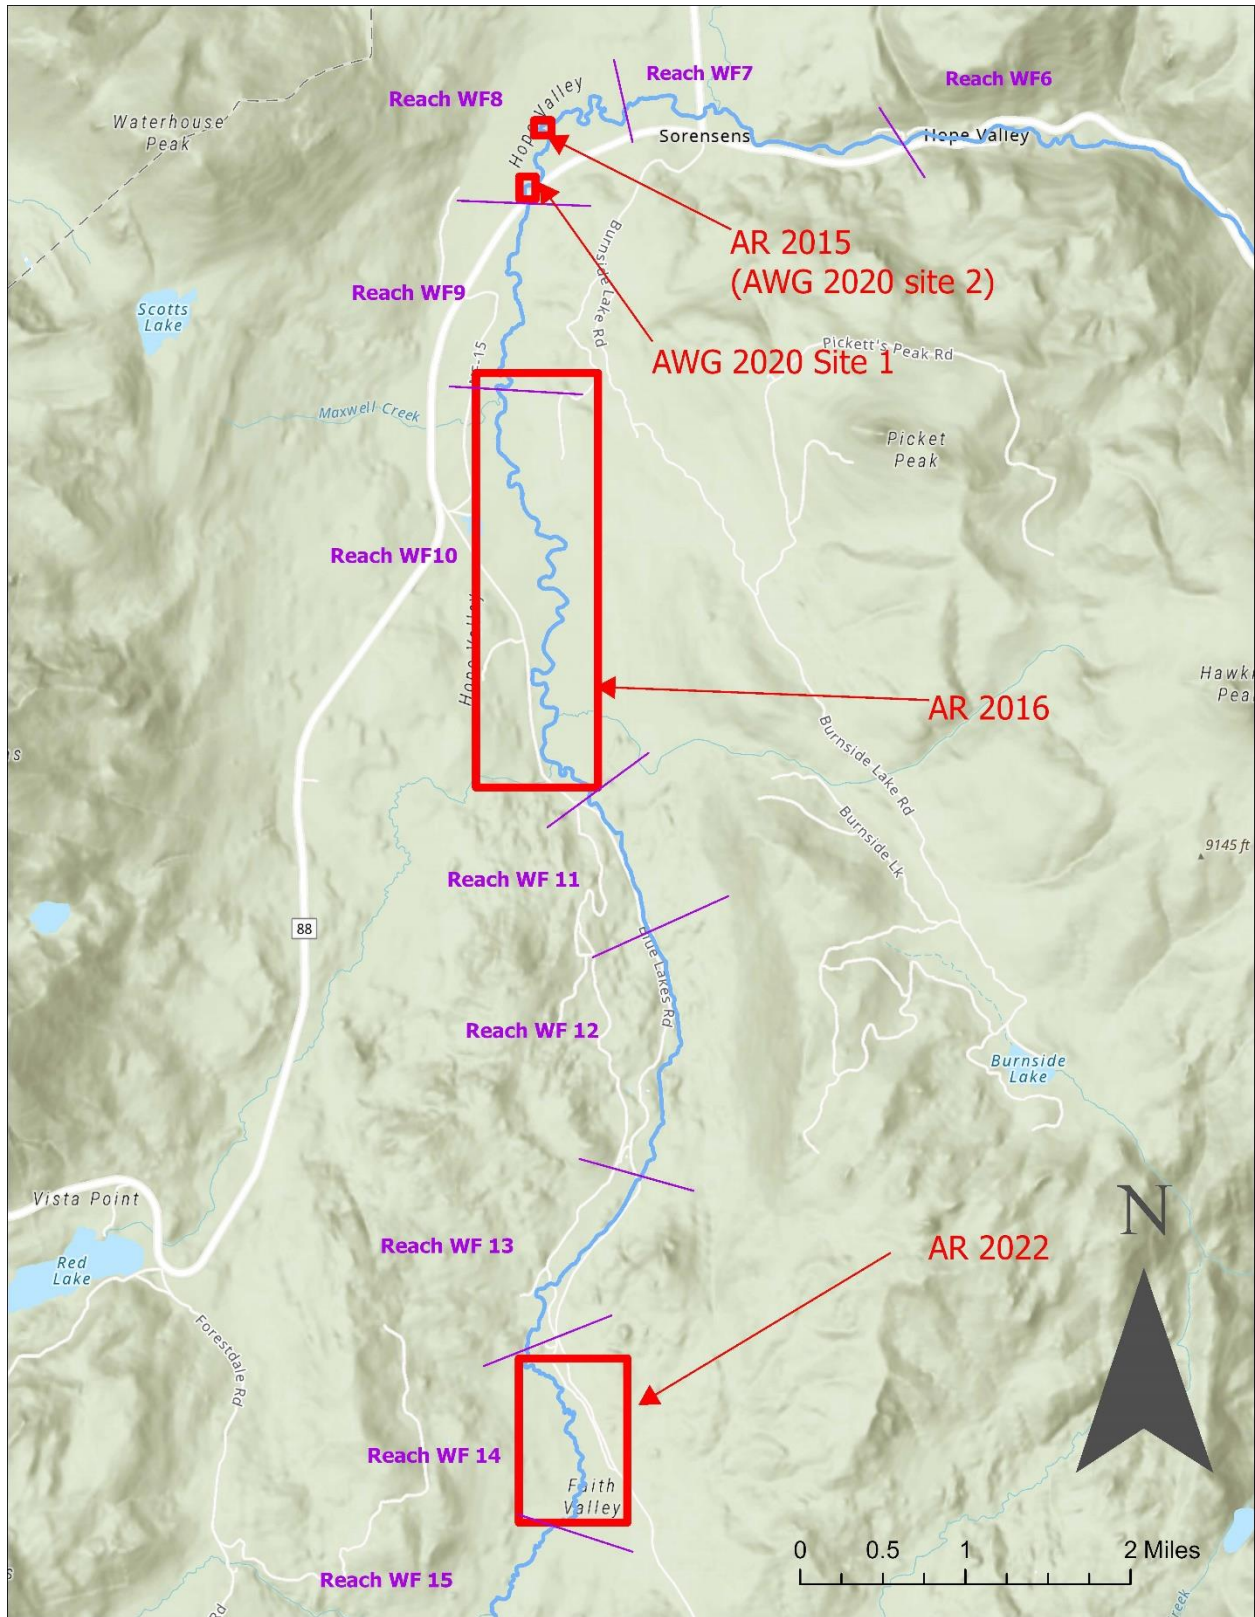 Reach WF7
Reach WF6
Reach WF8
Hope Valley
Waterhouse
Peak
Sorensens
Hope Valley
AR 2015
(AWG 2020 site 2)
Burnside Lake Rd
Reach WF9
Scotts
Lake
AWG 2020 Site 1
Pickett's Peak Rd
Maxwell Creek
Picket
Peak
Reach WF10
Hope Valley
AR 2016
Burnside Lake Rd
Burnside Lk
9145 ft
Reach WF 11
88
Blue Lakes Rd
Reach WF 12
Burnside
Lake
Vista Point
N
Red
Lake
Reach WF 13
AR 2022
Forestdale Rd
Reach WF 14
Faith
Valley
0 0.5 1 2 Miles
Reach WF 15
Rd
reek